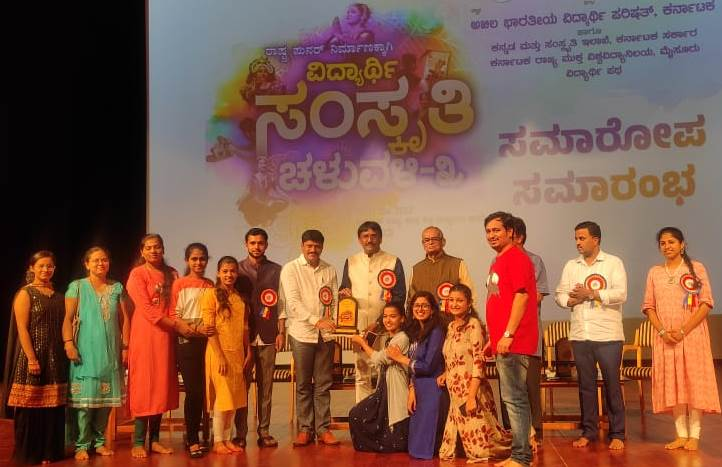 ಅಖಿಲ ಭಾರತೀಯ ವಿದ್ಯಾರ್ಥಿ ಪರಿಷತ್, ಕರ್ನಾಟಕ
ಹಾಗೂ
ಕನ್ನಡ ಮತ್ತು ಸಂಸ್ಕೃತಿ ಇಲಾಖೆ, ಕರ್ನಾಟಕ ಸರ್ಕಾರ
ಕರ್ನಾಟಕ ರಾಜ್ಯ ಮುಕ್ತ ವಿಶ್ವವಿದ್ಯಾನಿಲಯ, ಮೈಸೂರು
ವಿದ್ಯಾರ್ಥಿ ಪಥ
ರಾಷ್ಟ್ರ ಪುನರ್ ನಿರ್ಮಾಣಕ್ಕಾಗಿ
ವಿದ್ಯಾರ್ಥಿ
ಸಂಸ್ಕೃತಿ
ಚಳುವಳಿ
ಸಮಾರೋಪ
ಸಮಾರಂಭ